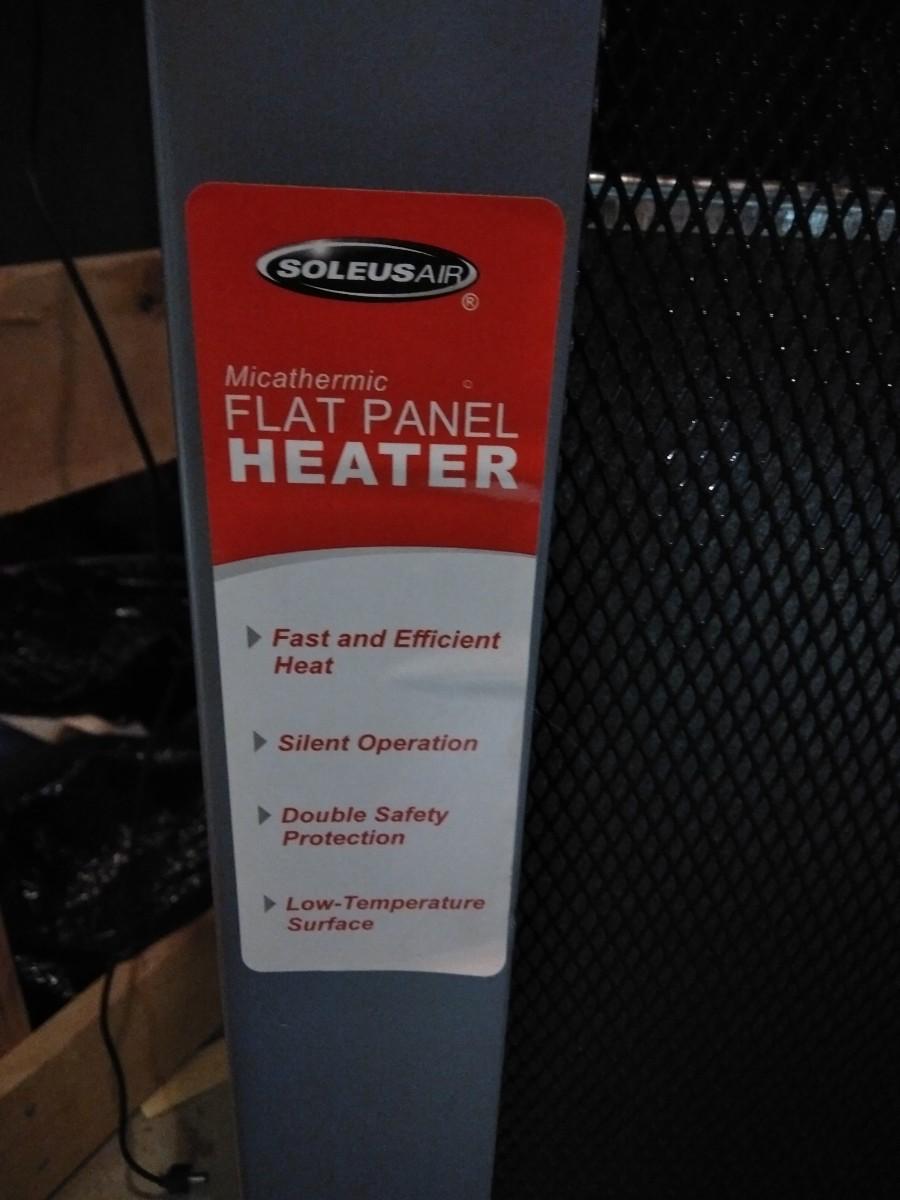 SOLEUSAIR
®
Micathermic
FLAT PANEL
HEATER
Fast and Efficient
Heat
Silent Operation
Double Safety
Protection
Low-Temperature
Surface